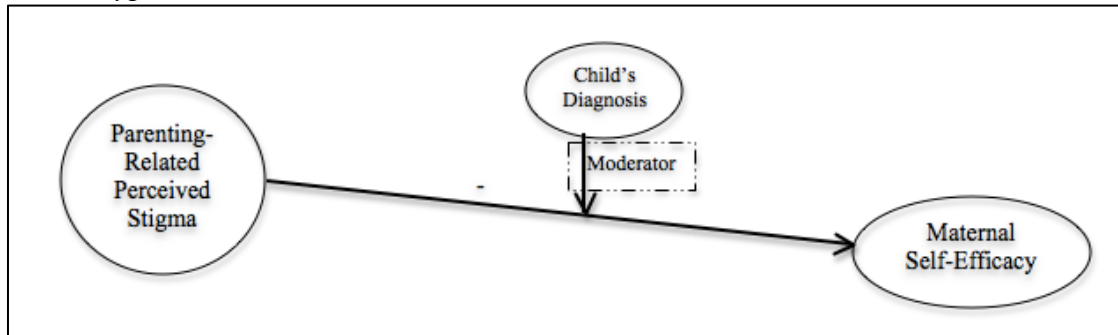 Child's
Diagnosis
Parenting-
Related
Perceived
Stigma
Moderator
-
Maternal
Self-Efficacy